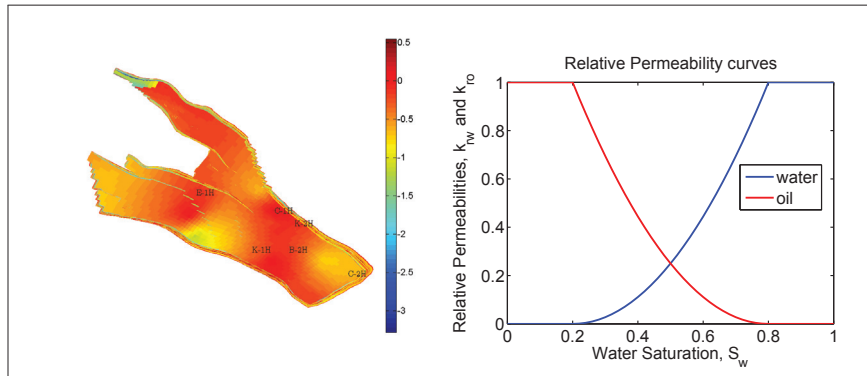 0.5
0
-0.5
-1
-1.5
-2
-2.5
-3
E-1H
C-1H
K-1H
B-2H
C-2H
Relative Permeability curves
Relative Permeabilities, k_rw and k_ro
1
0.8
0.6
0.4
0.2
0
0 0.2 0.4 0.6 0.8 1
Water Saturation, S_w
water
oil